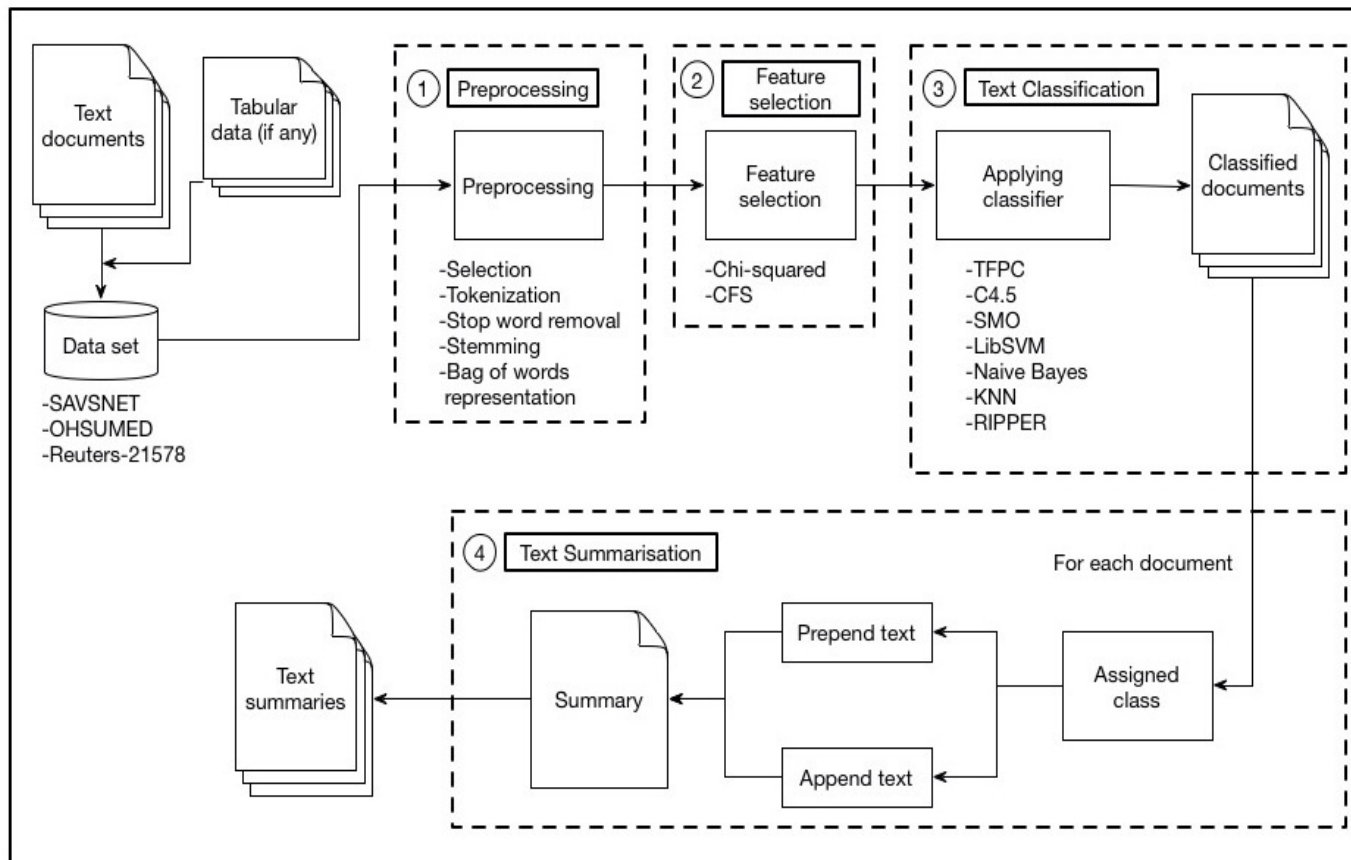 Text
documents
Tabular
data (if any)
Data set
-SAVSNET
-OHSUMED
-Reuters-21578
1
Preprocessing
Preprocessing
-Selection
-Tokenization
-Stop word removal
-Stemming
-Bag of words
representation
2
Feature
selection
Feature
selection
-Chi-squared
-CFS
3
Text Classification
Applying
classifier
-TFPC
-C4.5
-SMO
-LibSVM
-Naive Bayes
-KNN
-RIPPER
Classified
documents
4
Text Summarisation
For each document
Assigned
class
Prepend text
Append text
Summary
Text
summaries